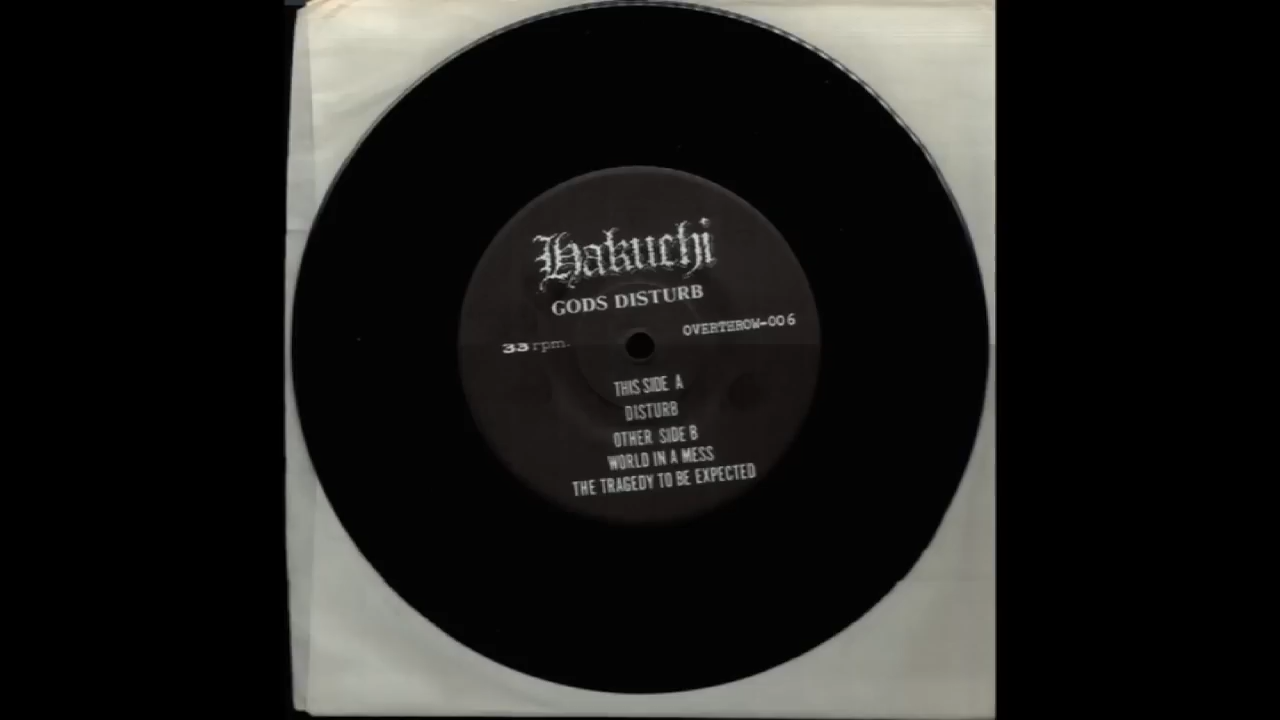 Hakuchi
GODS DISTURB
OVERTHROW-006
33 rpm.
THIS SIDE A
DISTURB
OTHER SIDE B
WORLD IN A MESS
THE TRAGEDY TO BE EXPECTED